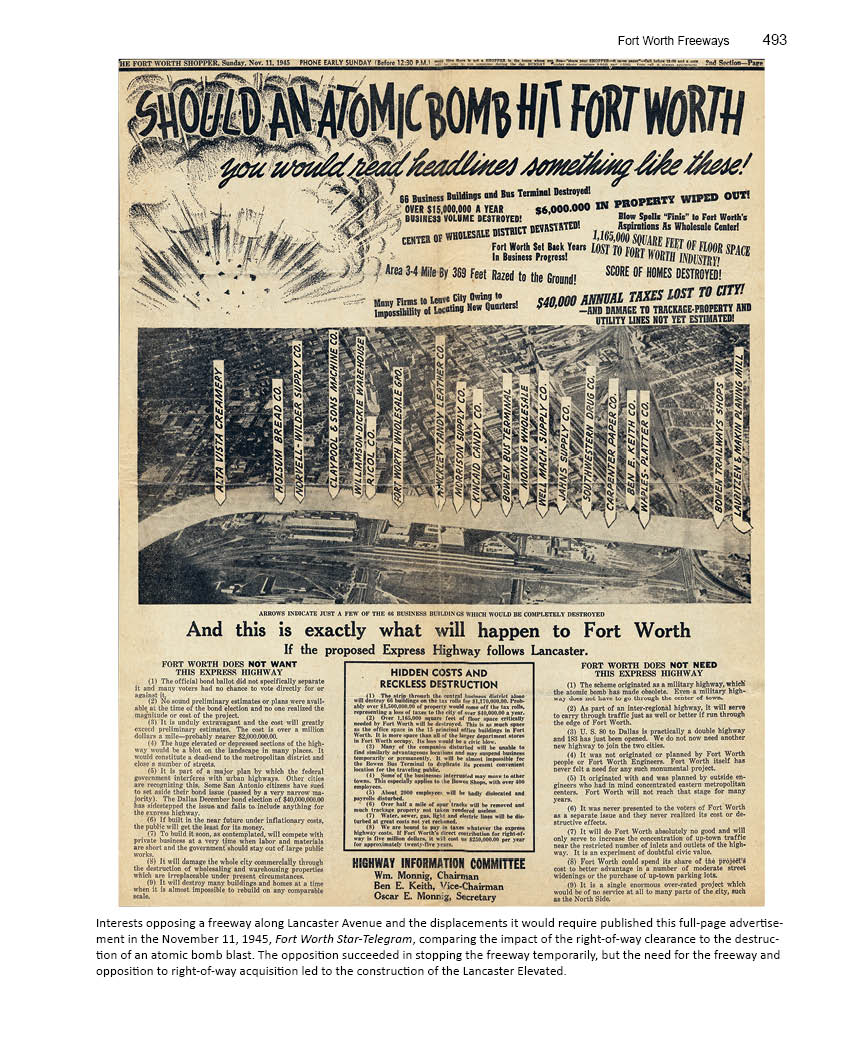 Fort Worth Freeways 493
HE FORT WORTH SHOPPER, Sunday, Nov. 11, 1945 PHONE EARLY SUNDAY (Before 12:30 P.M.) 2nd Section—Page
SHOULD AN ATOMIC BOMB HIT FORT WORTH
you would read headlines something like these!
66 Business Buildings and Bus Terminal Destroyed!
OVER $15,000,000 A YEAR
BUSINESS VOLUME DESTROYED!
$6,000.000 IN PROPERTY WIPED OUT!
CENTER OF WHOLESALE DISTRICT DEVASTATED!
Blow Spells "Finis" to Fort Worth's
Aspirations As Wholesale Center!
Fort Worth Set Back Years
In Business Progress!
1,165,000 SQUARE FEET OF FLOOR SPACE
LOST TO FORT WORTH INDUSTRY!
Area 3-4 Mile By 369 Feet Razed to the Ground!
SCORE OF HOMES DESTROYED!
Many Firms to Leave City Owing to
Impossibility of Locating New Quarters!
$40,000 ANNUAL TAXES LOST TO CITY!
—AND DAMAGE TO TRACKAGE-PROPERTY AND
UTILITY LINES NOT YET ESTIMATED!
ALTA VISTA CREAMERY
HOLSUM BREAD CO.
NORVELL-WILDER SUPPLY CO.
CLAYPOOL & SONS MACHINE CO.
WILLIAMSON-DICKIE WAREHOUSE
RICOL CO.
FORT WORTH WHOLESALE GRO.
HINCKLEY-TANDY LEATHER CO.
MORRISON SUPPLY CO.
CANDY CO.
BOWEN BUS TERMINAL
MONNIG WHOLESALE
WELL MACH. SUPPLY CO.
JAHNS SUPPLY CO.
SOUTHWESTERN DRUG CO.
CARPENTER PAPER CO.
BEN E. KEITH CO.
WAPLES-PLATTER CO.
BOWEN TRAILWAYS SHOPS
LAURITZEN & MAKIN PLANING MILL
ARROWS INDICATE JUST A FEW OF THE 66 BUSINESS BUILDINGS WHICH WOULD BE COMPLETELY DESTROYED
And this is exactly what will happen to Fort Worth
If the proposed Express Highway follows Lancaster.
FORT WORTH DOES NOT WANT
THIS EXPRESS HIGHWAY
(1) The official bond ballot did not specifically separate
it and many voters had no chance to vote directly for or
against it.
(2) No sound preliminary estimates or plans were avail-
able at the time of the bond election and no one realized the
magnitude or cost of the project.
(3) It is unduly extravagant and the cost will greatly
exceed preliminary estimates. The cost is over a million
dollars a mile—probably nearer $2,000,000.00.
(4) The huge elevated or depressed sections of the high-
way would be a blot on the landscape in many places. It
would constitute a dead-end to the metropolitan district and
close a number of streets.
(5) It is part of a major plan by which the federal
government interferes with urban highways. Other cities
are recognizing this. Some San Antonio citizens have sued
to set aside their bond issue (passed by a very narrow ma-
jority). The Dallas December bond election of $40,000,000.00
has sidestepped the issue and fails to include anything for
the express highway.
(6) If built in the near future under inflationary costs,
the public will get the least for its money.
(7) To build it soon, as contemplated, will compete with
private business at a very time when labor and materials
are short and the government should stay out of large public
works.
(8) It will damage the whole city commercially through
the destruction of wholesaling and warehousing properties
which are irreplaceable under present circumstances.
(9) It will destroy many buildings and homes at a time
when it is almost impossible to rebuild on any comparable
scale.
HIDDEN COSTS AND
RECKLESS DESTRUCTION
(1) The strip through the central business district alone
will destroy 66 buildings on the tax rolls for $1,170,000.00. Prob-
ably over $1,500,000.00 of property would come off the tax rolls,
representing a loss of taxes to the city of over $40,000.00 a year.
(2) Over 1,165,000 square feet of floor space critically
needed by Fort Worth will be destroyed. This is as much space
as the office space in the 15 principal office buildings in Fort
Worth. It is more space than all of the larger department stores
in Fort Worth occupy. Its loss would be a civic blow.
(3) Many of the companies disturbed will be unable to
find similarly advantageous locations and may suspend business
temporarily or permanently. It will be almost impossible for
the Bowen Bus Terminal to duplicate its present convenient
location for the traveling public.
(4) Some of the businesses interrupted may move to other
towns. This especially applies to the Bowen Shops, with over 400
employees.
(5) About 2000 employees will be badly dislocated and
payrolls disturbed.
(6) Over half a mile of spur tracks will be removed and
much trackage property not taken rendered useless.
(7) Water, sewer, gas, light and electric lines will be dis-
turbed at great costs not yet reckoned.
(8) We are bound to pay in taxes whatever the express
highway costs. If Fort Worth's direct contribution for right-of-
way is five million dollars, it will cost us $250,000.00 per year
for approximately twenty-five years.
HIGHWAY INFORMATION COMMITTEE
Wm. Monnig, Chairman
Ben E. Keith, Vice-Chairman
Oscar E. Monnig, Secretary
FORT WORTH DOES NOT NEED
THIS EXPRESS HIGHWAY
(1) The scheme originated as a military highway, which
the atomic bomb has made obsolete. Even a military high-
way does not have to go through the center of town.
(2) As part of an inter-regional highway, it will serve
to carry through traffic just as well or better if run through
the edge of Fort Worth.
(3) U. S. 80 to Dallas is practically a double highway
and 183 has just been opened. We do not now need another
new highway to join the two cities.
(4) It was not originated or planned by Fort Worth
people or Fort Worth Engineers. Fort Worth itself has
never felt a need for any such monumental project.
(5) It originated with and was planned by outside en-
gineers who had in mind concentrated eastern metropolitan
centers. Fort Worth will not reach that stage for many
years.
(6) It was never presented to the voters of Fort Worth
as a separate issue and they never realized its cost or de-
structive effects.
(7) It will do Fort Worth absolutely no good and will
only serve to increase the concentration of up-town traffic
near the restricted number of inlets and outlets of the high-
way. It is an experiment of doubtful civic value.
(8) Fort Worth could spend its share of the project's
cost to better advantage in a number of moderate street
widenings or the purchase of up-town parking lots.
(9) It is a single enormous over-rated project which
would be of no service at all to many parts of the city, such
as the North Side.
Interests opposing a freeway along Lancaster Avenue and the displacements it would require published this full-page advertise-
ment in the November 11, 1945, Fort Worth Star-Telegram, comparing the impact of the right-of-way clearance to the destruc-
tion of an atomic bomb blast. The opposition succeeded in stopping the freeway temporarily, but the need for the freeway and
opposition to right-of-way acquisition led to the construction of the Lancaster Elevated.